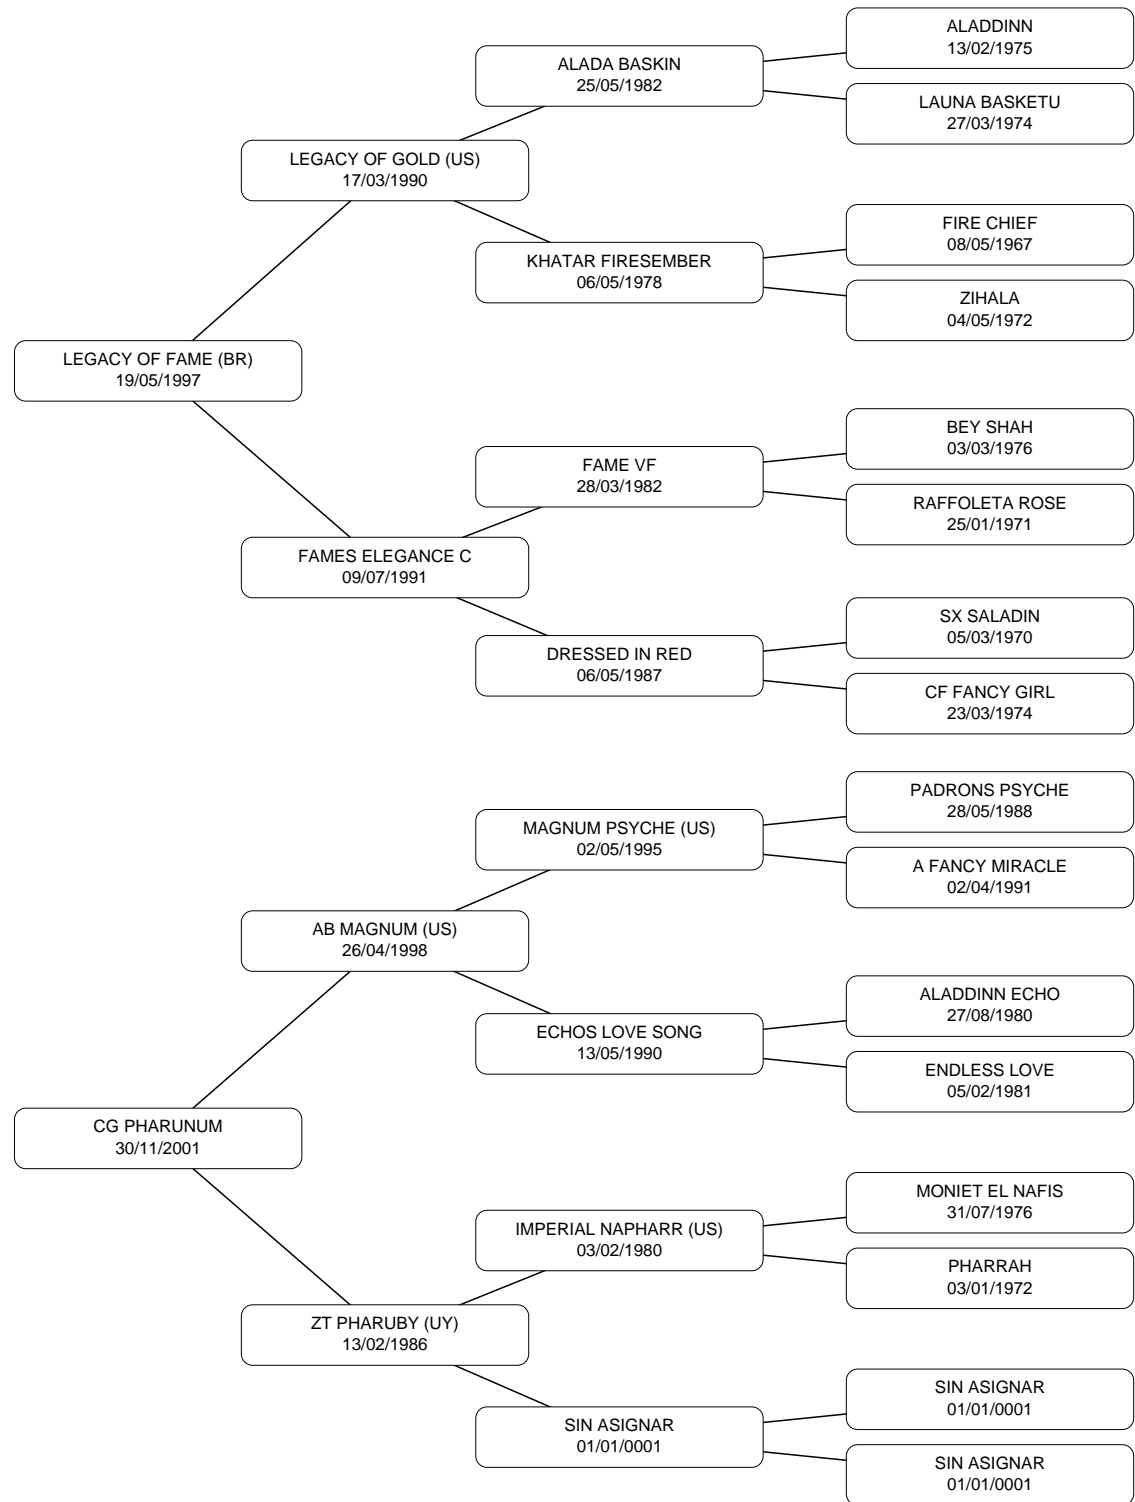 ALADDINN
13/02/1975
ALADA BASKIN
25/05/1982
LAUNA BASKETU
27/03/1974
LEGACY OF GOLD (US)
17/03/1990
FIRE CHIEF
08/05/1967
KHATAR FIRESEMBER
06/05/1978
ZIHALA
04/05/1972
LEGACY OF FAME (BR)
19/05/1997
BEY SHAH
03/03/1976
FAME VF
28/03/1982
RAFFOLETA ROSE
25/01/1971
FAMES ELEGANCE C
09/07/1991
SX SALADIN
05/03/1970
DRESSED IN RED
06/05/1987
CF FANCY GIRL
23/03/1974
PADRONS PSYCHE
28/05/1988
MAGNUM PSYCHE (US)
02/05/1995
A FANCY MIRACLE
02/04/1991
AB MAGNUM (US)
26/04/1998
ALADDINN ECHO
27/08/1980
ECHOS LOVE SONG
13/05/1990
ENDLESS LOVE
05/02/1981
CG PHARUNUM
30/11/2001
MONIET EL NAFIS
31/07/1976
IMPERIAL NAPHARR (US)
03/02/1980
PHARRAH
03/01/1972
ZT PHARUBY (UY)
13/02/1986
SIN ASIGNAR
01/01/0001
SIN ASIGNAR
01/01/0001
SIN ASIGNAR
01/01/0001